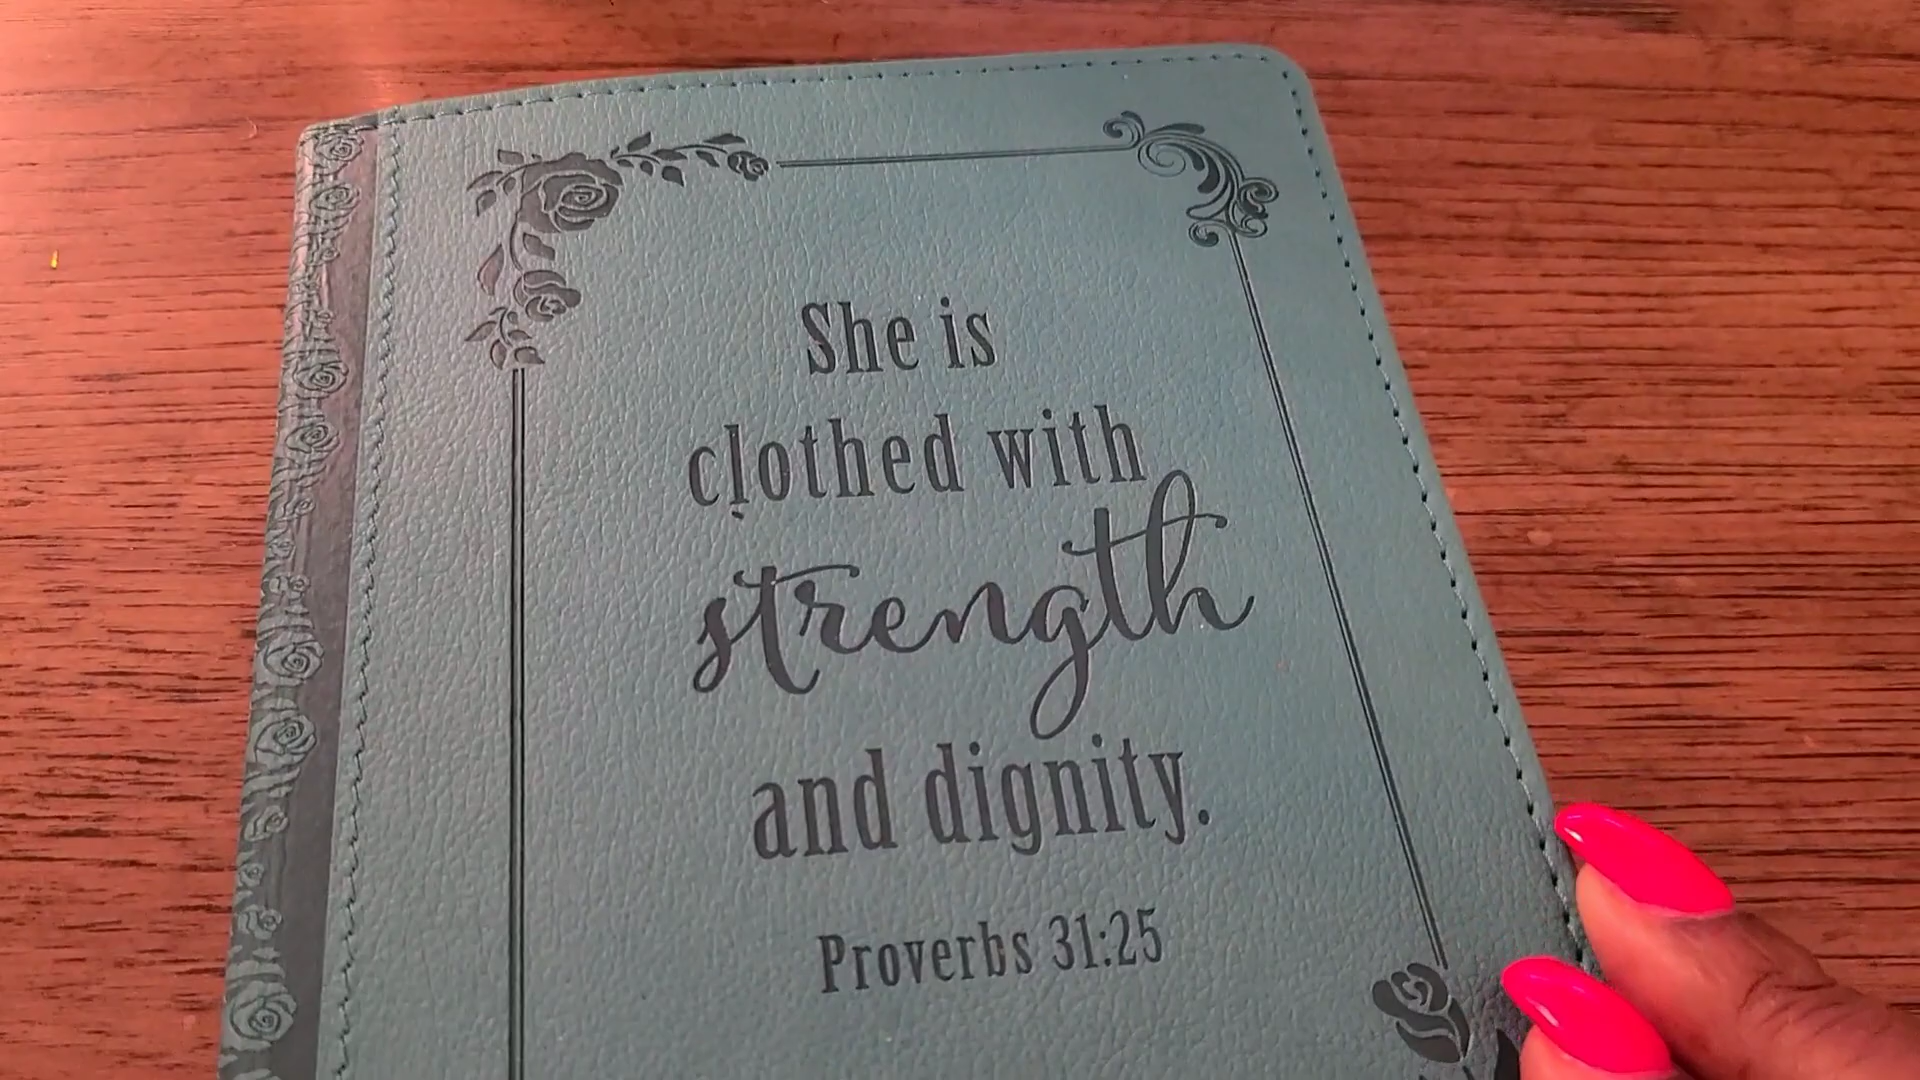 She is
clothed with
strength
and dignity.
Proverbs 31:25